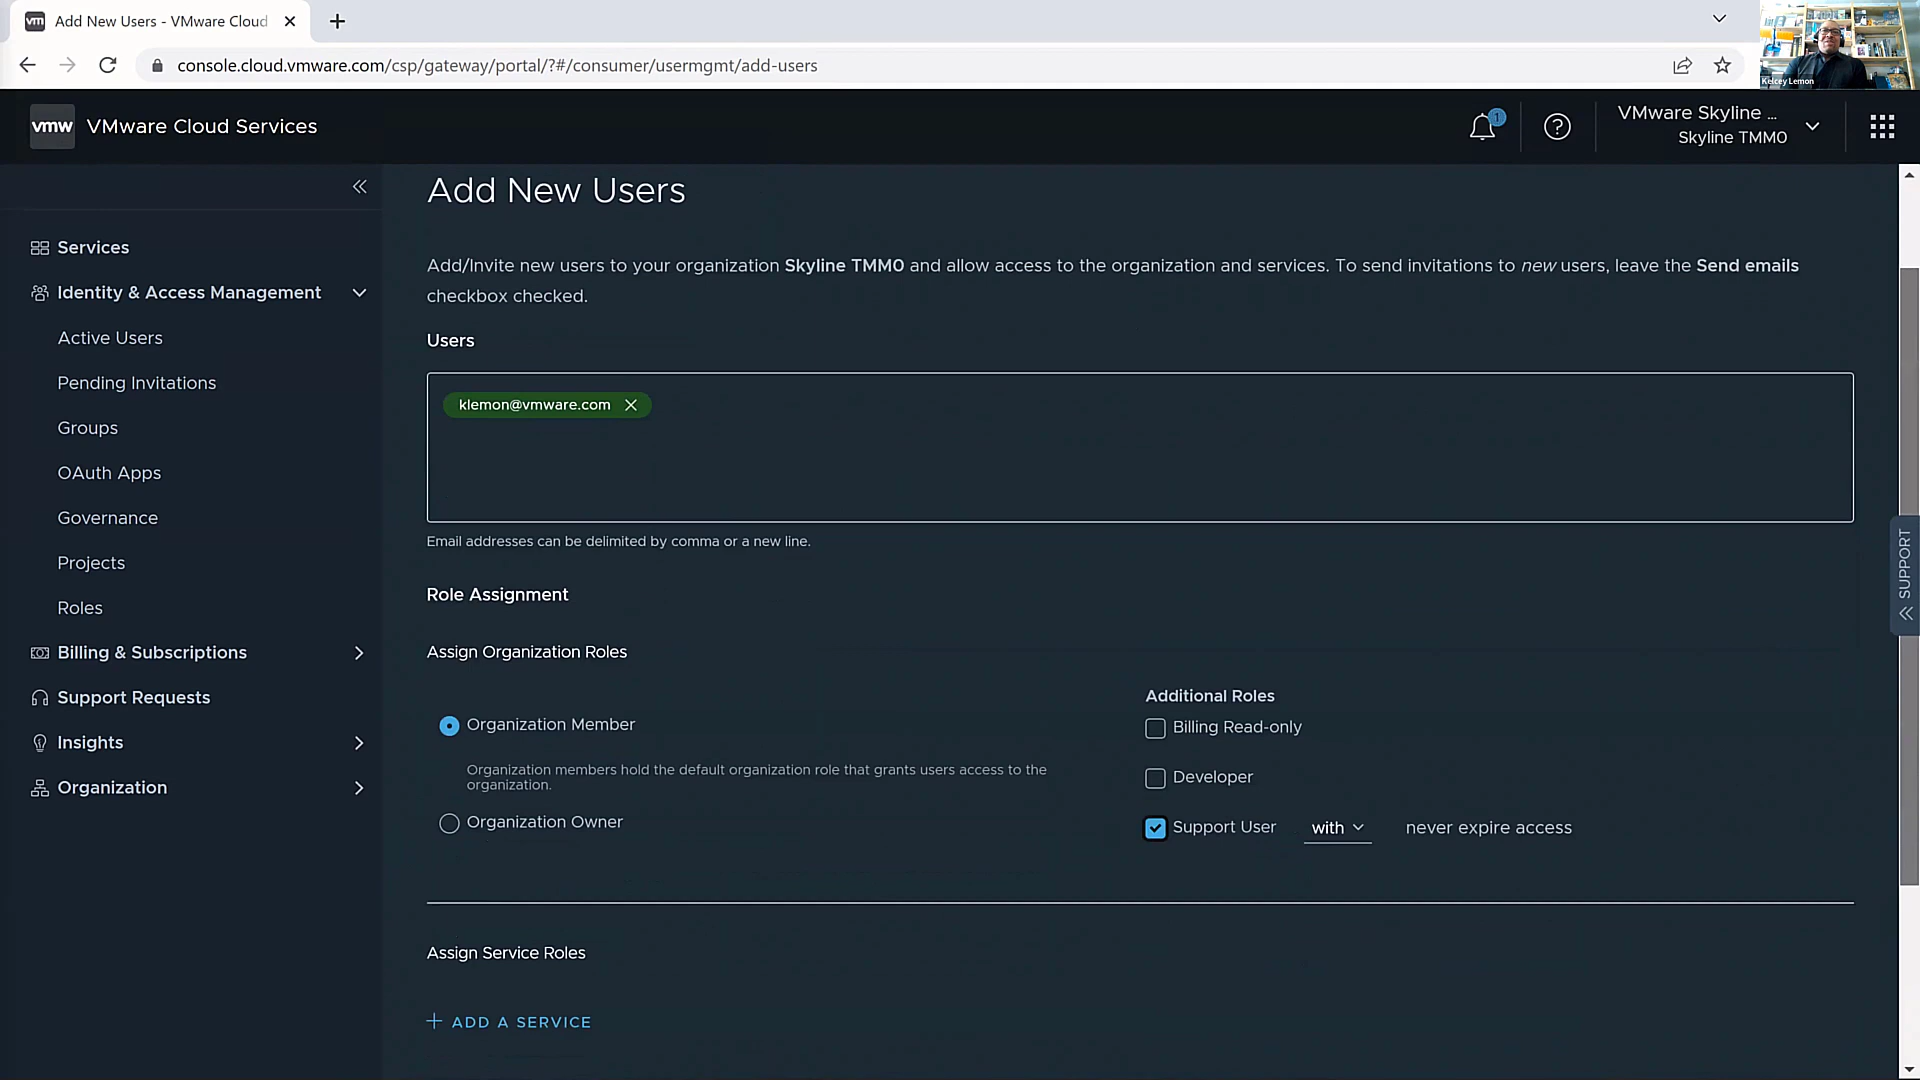 vm Add New Users - VMware Cloud
console.cloud.vmware.com/csp/gateway/portal/?#/consumer/usermgmt/add-users
Kelcey Lemon
vmw VMware Cloud Services
1
?
VMware Skyline ...
Skyline TMM0
Services
Identity & Access Management
Active Users
Pending Invitations
Groups
OAuth Apps
Governance
Projects
Roles
Billing & Subscriptions
Support Requests
Insights
Organization
Add New Users
Add/Invite new users to your organization Skyline TMM0 and allow access to the organization and services. To send invitations to new users, leave the Send emails
checkbox checked.
Users
klemon@vmware.com
Email addresses can be delimited by comma or a new line.
Role Assignment
Assign Organization Roles
Organization Member
Organization members hold the default organization role that grants users access to the
organization.
Organization Owner
Additional Roles
Billing Read-only
Developer
Support User with never expire access
Assign Service Roles
ADD A SERVICE
SUPPORT